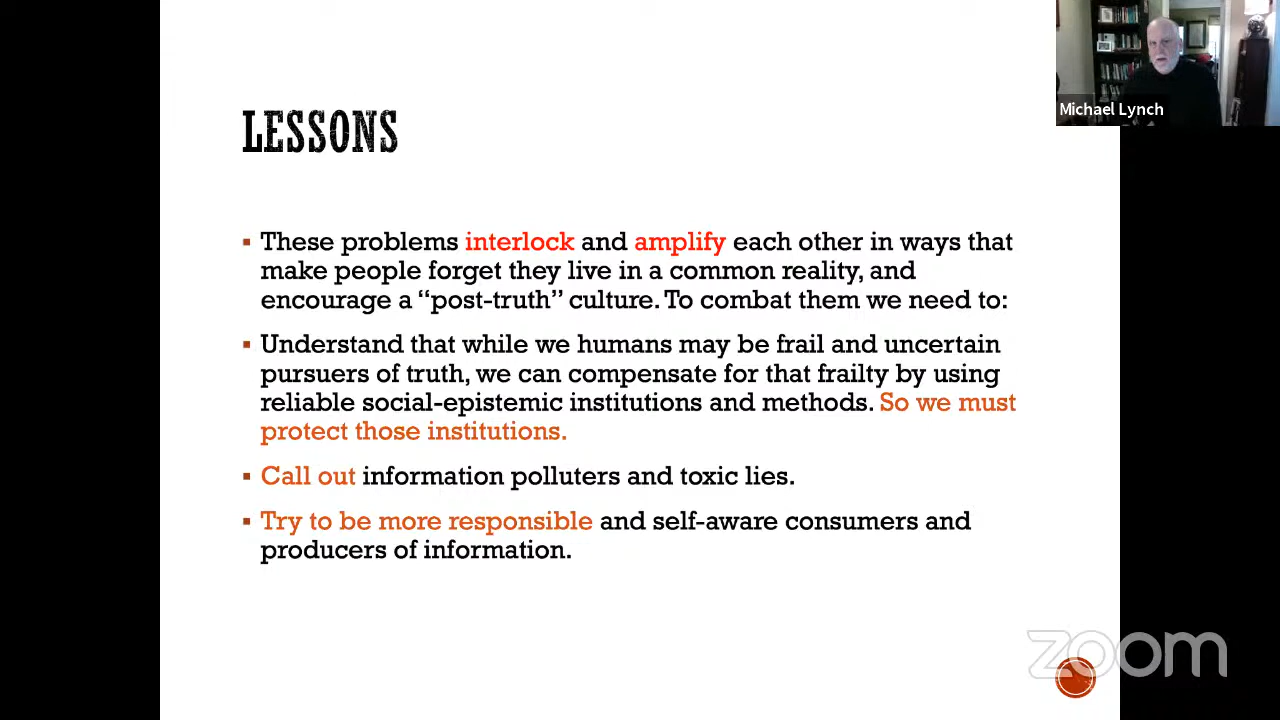 LESSONS
Michael Lynch
▪ These problems interlock and amplify each other in ways that
make people forget they live in a common reality, and
encourage a “post-truth” culture. To combat them we need to:
▪ Understand that while we humans may be frail and uncertain
pursuers of truth, we can compensate for that frailty by using
reliable social-epistemic institutions and methods. So we must
protect those institutions.
▪ Call out information polluters and toxic lies.
▪ Try to be more responsible and self-aware consumers and
producers of information.
zoom